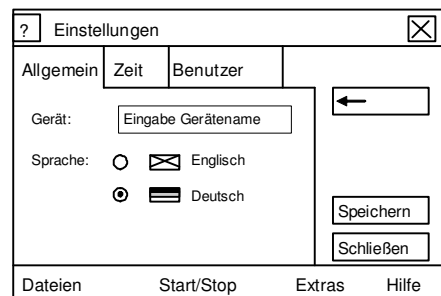 ? Einstellungen
Allgemein Zeit Benutzer
Gerät: Eingabe Gerätename
Sprache: Englisch
Deutsch
Speichern
Schließen
Dateien Start/Stop Extras Hilfe